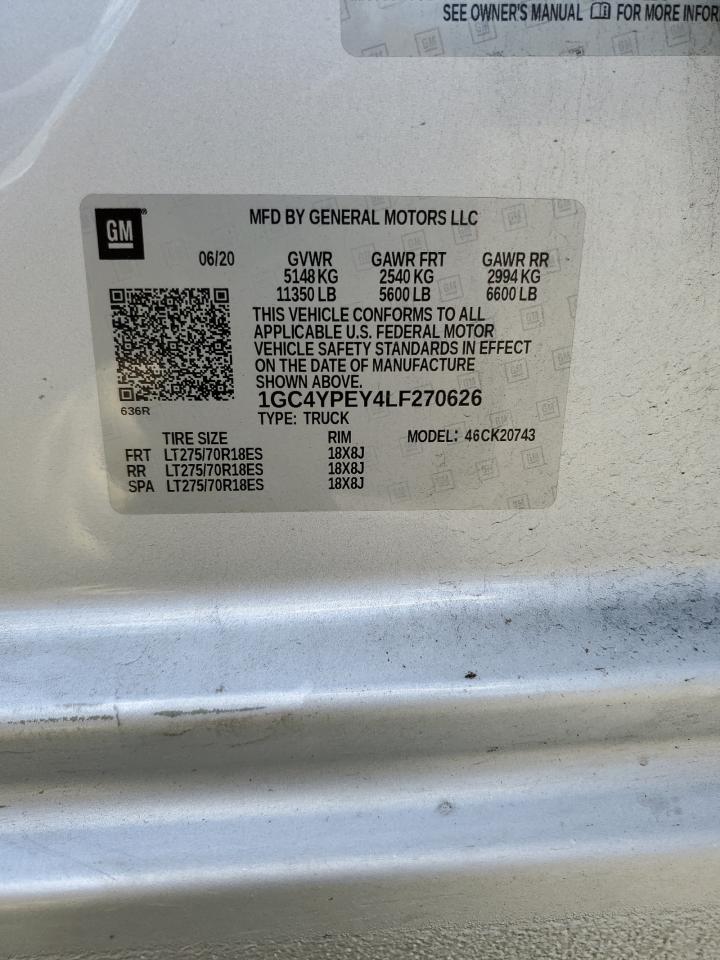 SEE OWNER'S MANUAL FOR MORE
GM
MFD BY GENERAL MOTORS LLC
06/20 GVWR GAWR FRT GAWR RR
5148 KG 2540 KG 2994 KG
11350 LB 5600 LB 6600 LB
THIS VEHICLE CONFORMS TO ALL
APPLICABLE U.S. FEDERAL MOTOR
VEHICLE SAFETY STANDARDS IN EFFECT
ON THE DATE OF MANUFACTURE
SHOWN ABOVE.
636R
1GC4YPEY4LF270626
TYPE: TRUCK
TIRE SIZE RIM MODEL: 46CK20743
FRT LT275/70R18ES 18X8J
RR LT275/70R18ES 18X8J
SPA LT275/70R18ES 18X8J